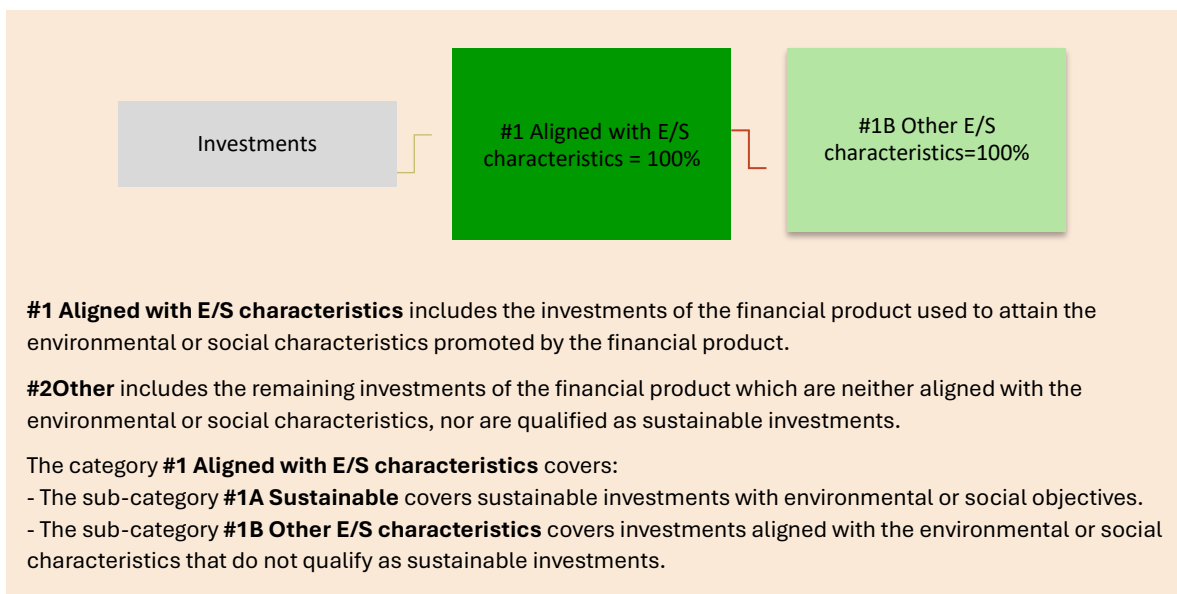 Investments
#1 Aligned with E/S
characteristics = 100%
#1B Other E/S
characteristics=100%
#1 Aligned with E/S characteristics includes the investments of the financial product used to attain the
environmental or social characteristics promoted by the financial product.
#2Other includes the remaining investments of the financial product which are neither aligned with the
environmental or social characteristics, nor are qualified as sustainable investments.
The category #1 Aligned with E/S characteristics covers:
- The sub-category #1A Sustainable covers sustainable investments with environmental or social objectives.
- The sub-category #1B Other E/S characteristics covers investments aligned with the environmental or social
characteristics that do not qualify as sustainable investments.